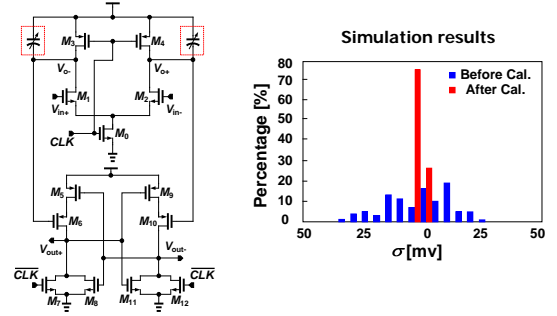 M3
M4
Vo-
Vo+
M1
M2
Vin+
Vin-
CLK
M0
M5
M9
M6
M10
Vout+
Vout-
CLK
CLK
M7
M8
M11
M12
Simulation results
Before Cal.
After Cal.
Percentage [%]
80
70
60
50
40
30
20
10
0
50
25
0
25
50
σ[mv]